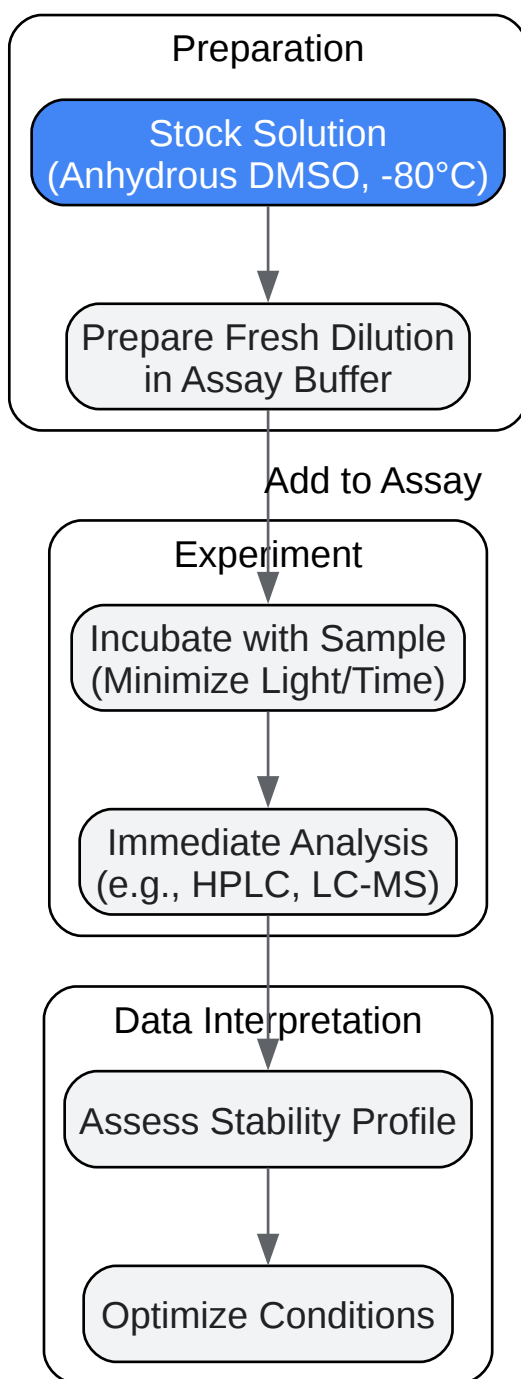 Preparation
Stock Solution
(Anhydrous DMSO, -80°C)
Prepare Fresh Dilution
in Assay Buffer
Add to Assay
Experiment
Incubate with Sample
(Minimize Light/Time)
Immediate Analysis
(e.g., HPLC, LC-MS)
Data Interpretation
Assess Stability Profile
Optimize Conditions